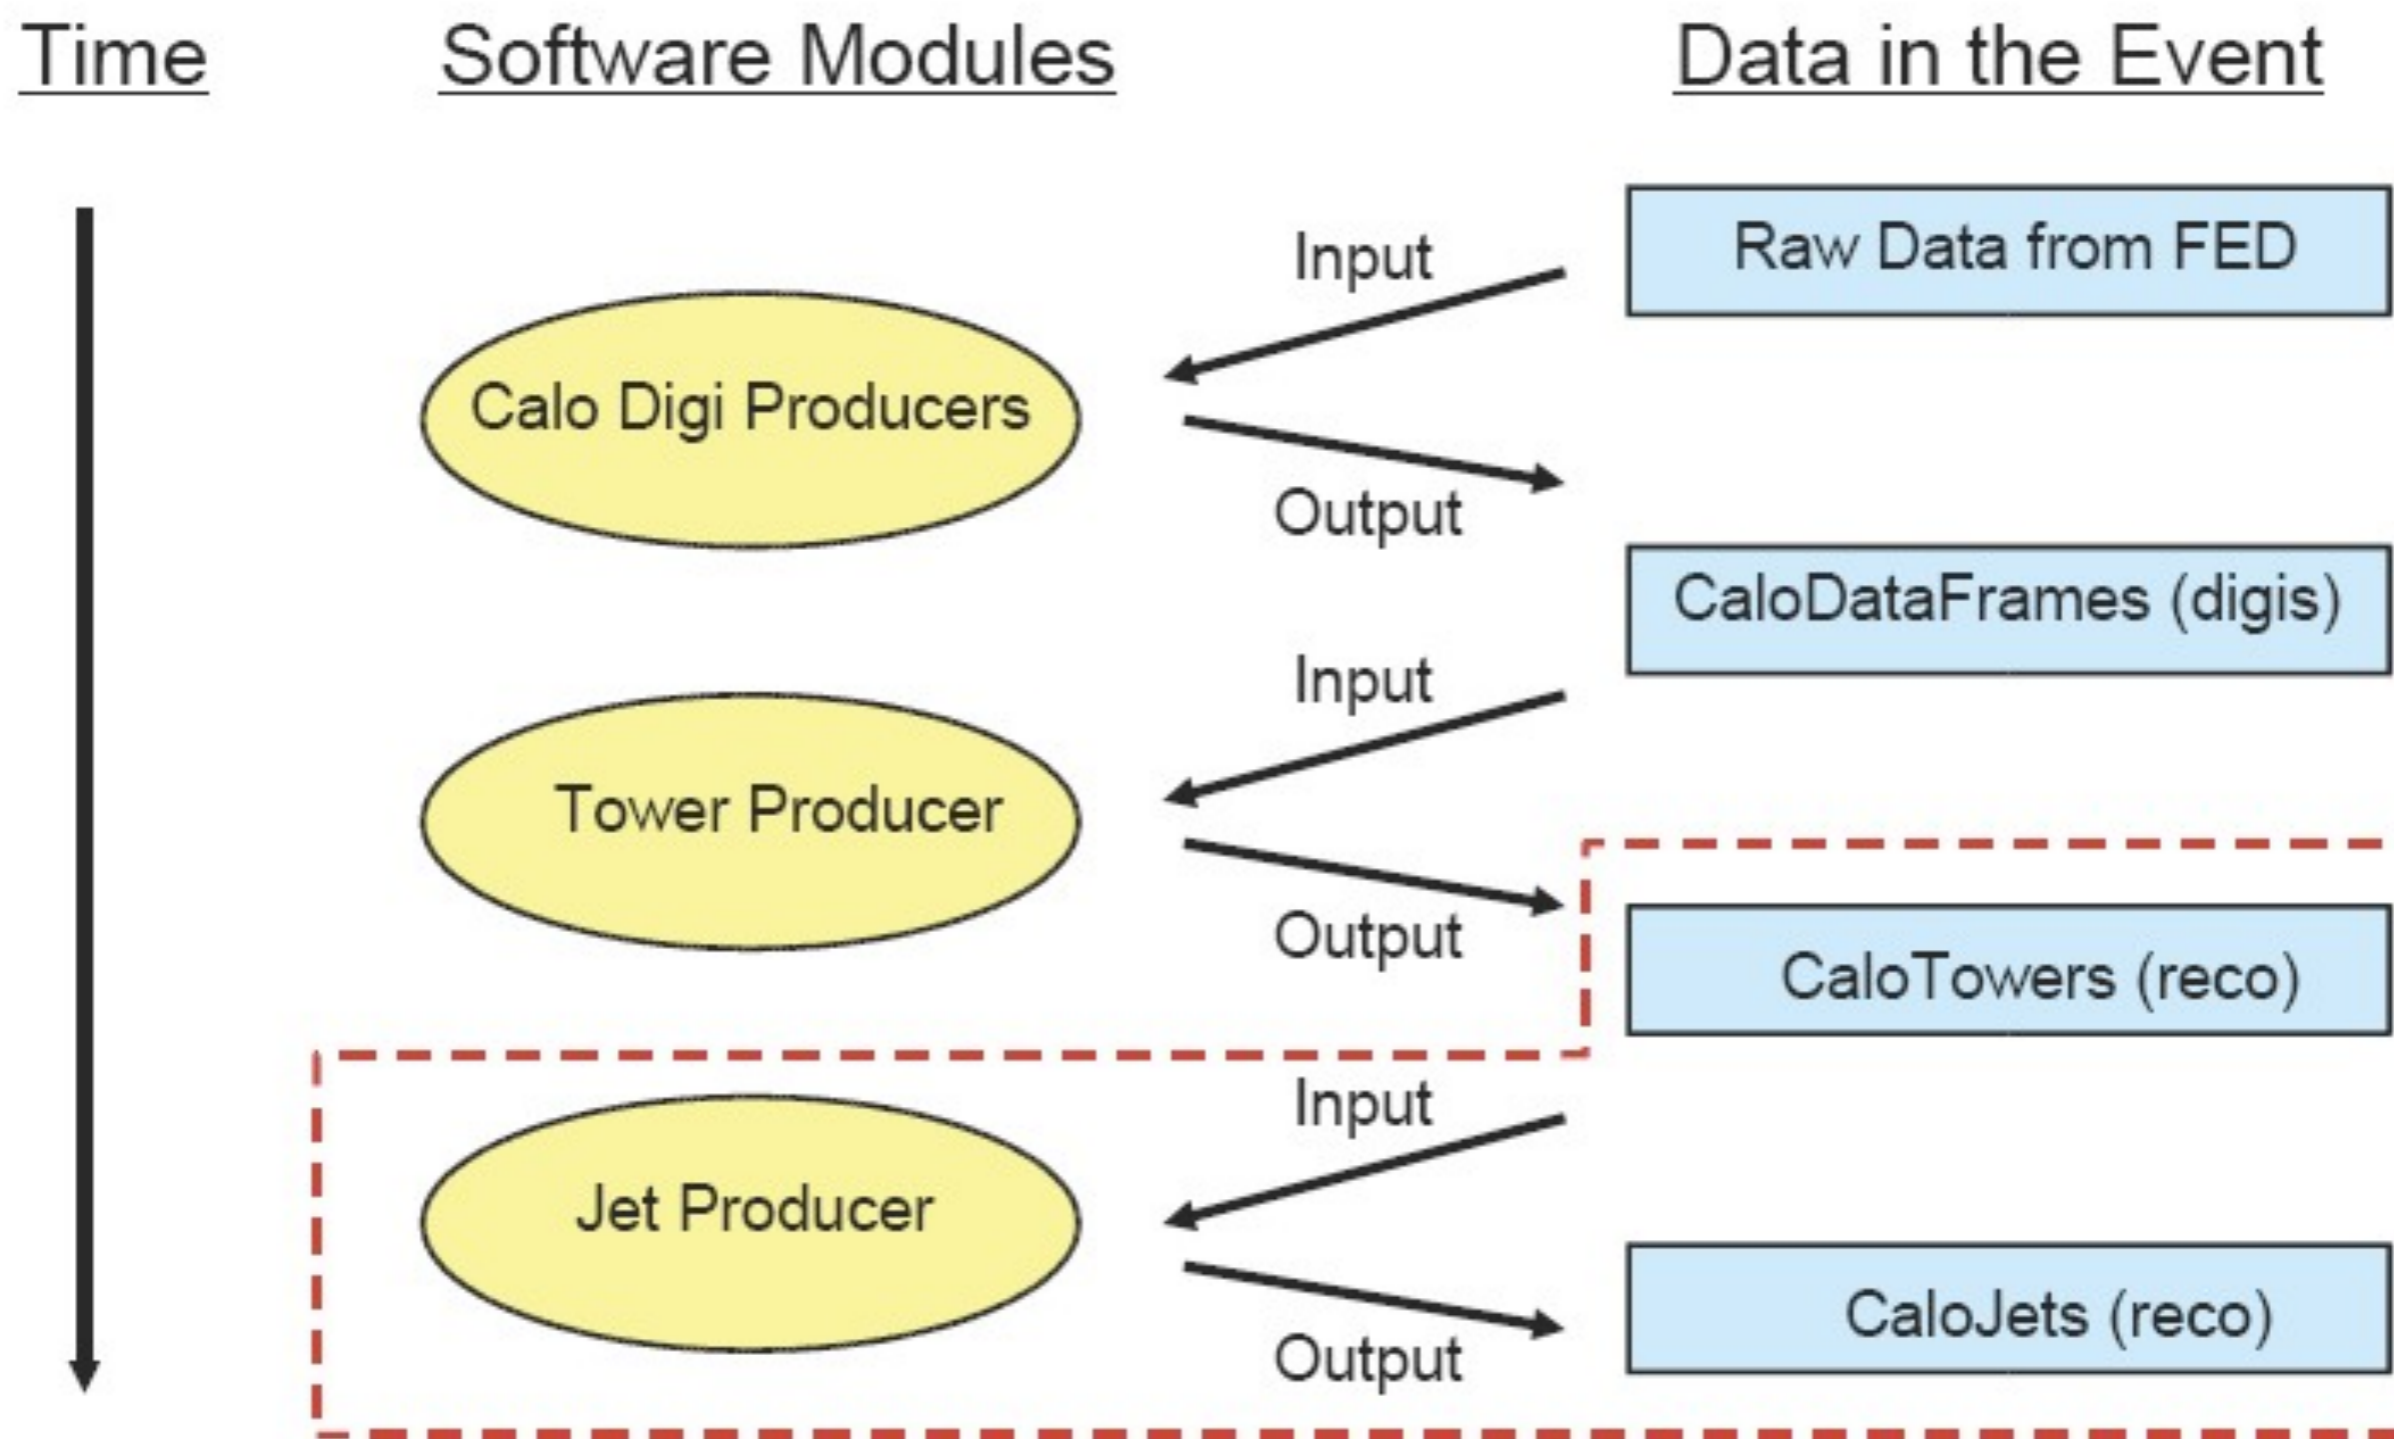 Time
Software Modules
Data in the Event
Raw Data from FED
Input
Calo Digi Producers
Output
CaloDataFrames (digis)
Input
Tower Producer
Output
CaloTowers (reco)
Input
Jet Producer
Output
CaloJets (reco)